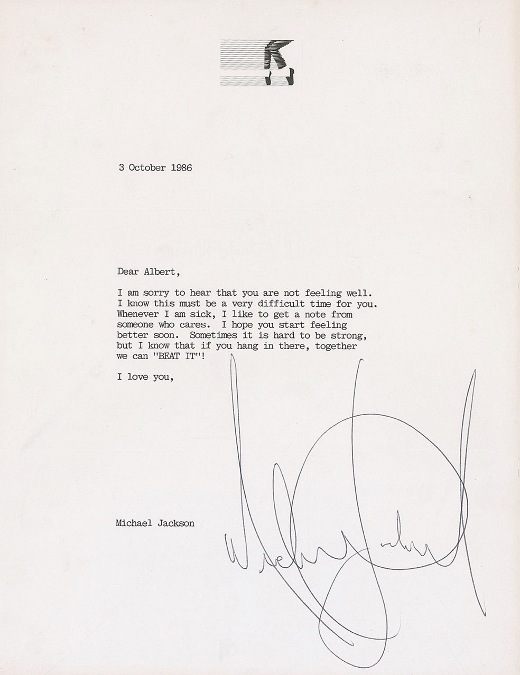 3 October 1986
Dear Albert,
I am sorry to hear that you are not feeling well.
I know this must be a very difficult time for you.
Whenever I am sick, I like to get a note from
someone who cares.  I hope you start feeling
better soon.  Sometimes it is hard to be strong,
but I know that if you hang in there, together
we can "BEAT IT"!
I love you,
Michael Jackson
Michael Jackson